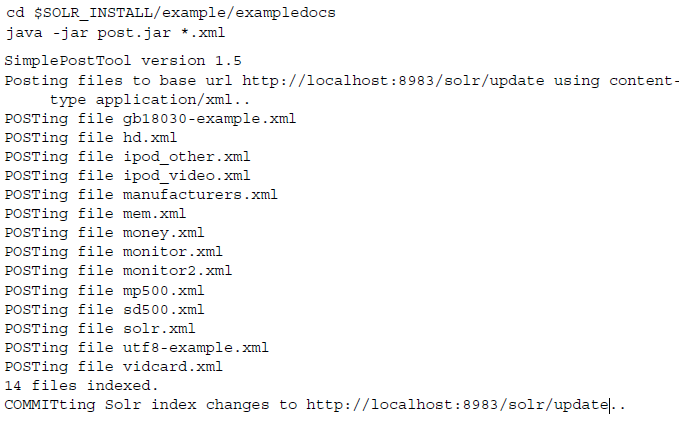 cd $SOLR_INSTALL/example/exampledocs
java -jar post.jar *.xml
SimplePostTool version 1.5
Posting files to base url http://localhost:8983/solr/update using content-
type application/xml..
POSTing file gb18030-example.xml
POSTing file hd.xml
POSTing file ipod_other.xml
POSTing file ipod_video.xml
POSTing file manufacturers.xml
POSTing file mem.xml
POSTing file money.xml
POSTing file monitor.xml
POSTing file monitor2.xml
POSTing file mp500.xml
POSTing file sd500.xml
POSTing file solr.xml
POSTing file utf8-example.xml
POSTing file vidcard.xml
14 files indexed.
COMMITting Solr index changes to http://localhost:8983/solr/update..